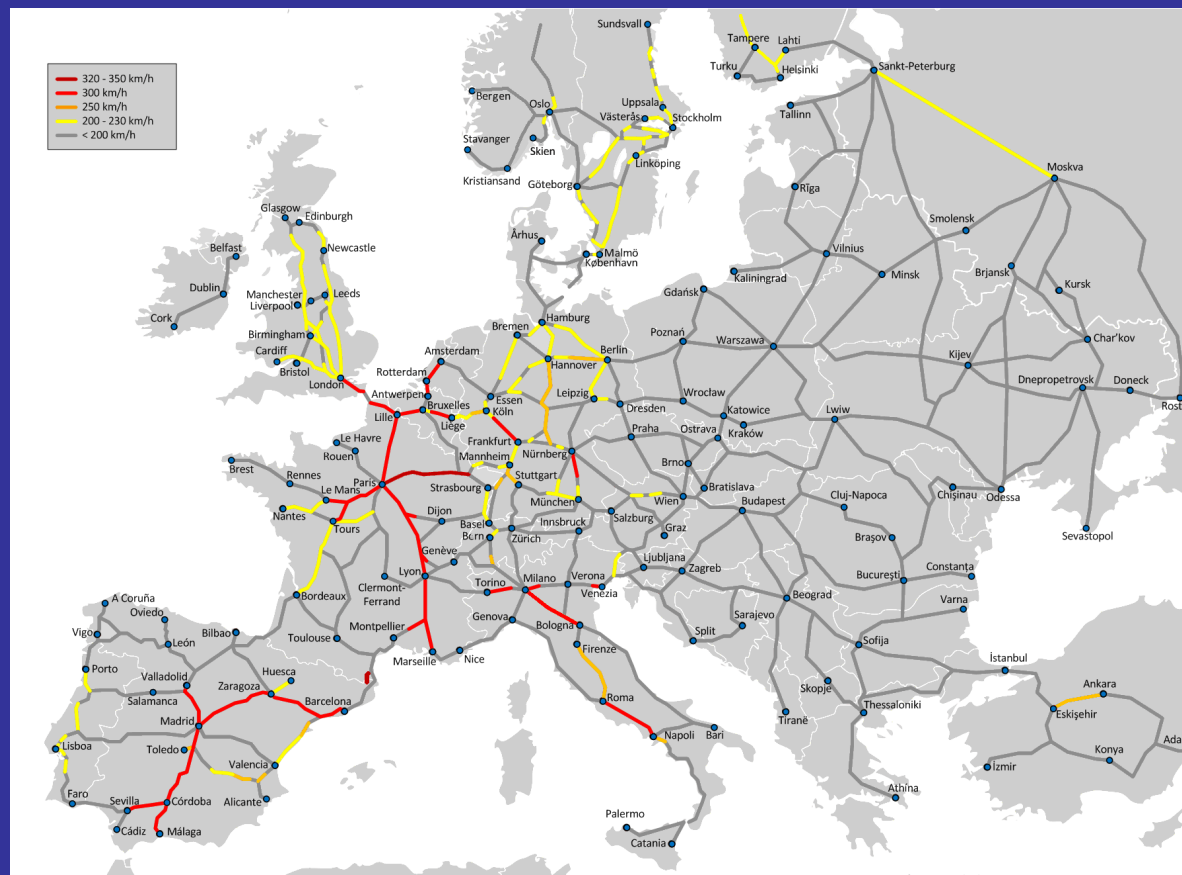 320 - 350 km/h
300 km/h
250 km/h
200 - 230 km/h
< 200 km/h
Sundsvall
Tampere
Lahti
Turku
Helsinki
Sankt-Peterburg
Bergen
Oslo
Uppsala
Västerås
Stockholm
Tallinn
Stavanger
Skien
Linköping
Kristiansand
Göteborg
Moskva
Rīga
Glasgow
Edinburgh
Smolensk
Belfast
Newcastle
Århus
Malmö
København
Vilnius
Kaliningrad
Minsk
Brjansk
Dublin
Manchester
Leeds
Liverpool
Gdańsk
Kursk
Cork
Birmingham
Hamburg
Bremen
Poznań
Warszawa
Char'kov
Cardiff
Bristol
London
Amsterdam
Rotterdam
Hannover
Berlin
Kijev
Antwerpen
Bruxelles
Essen
Köln
Leipzig
Dresden
Wrocław
Dnepropetrovsk
Doneck
Rost
Lille
Liège
Katowice
Kraków
Lwiw
Le Havre
Rouen
Frankfurt
Nürnberg
Praha
Ostrava
Brest
Rennes
Mannheim
Stuttgart
Brno
Paris
Strasbourg
Le Mans
Bratislava
Nantes
Tours
München
Wien
Budapest
Cluj-Napoca
Chişinau
Odessa
Dijon
Basel
Bern
Zürich
Innsbruck
Salzburg
Graz
Sevastopol
Genève
Ljubljana
Braşov
Lyon
Zagreb
Clermont-
Ferrand
Torino
Milano
Verona
Venezia
Bucureşti
Constanţa
Bordeaux
Beograd
Varna
A Coruña
Oviedo
Bilbao
Toulouse
Montpellier
Genova
Bologna
Sarajevo
Split
Sofija
Vigo
León
Marseille
Nice
Firenze
Porto
Valladolid
Huesca
Zaragoza
İstanbul
Ankara
Salamanca
Barcelona
Roma
Skopje
Tiranë
Thessaloniki
Eskişehir
Madrid
Toledo
Lisboa
Valencia
Napoli
Bari
Konya
Ada
İzmir
Faro
Sevilla
Córdoba
Alicante
Athína
Cádiz
Málaga
Palermo
Catania